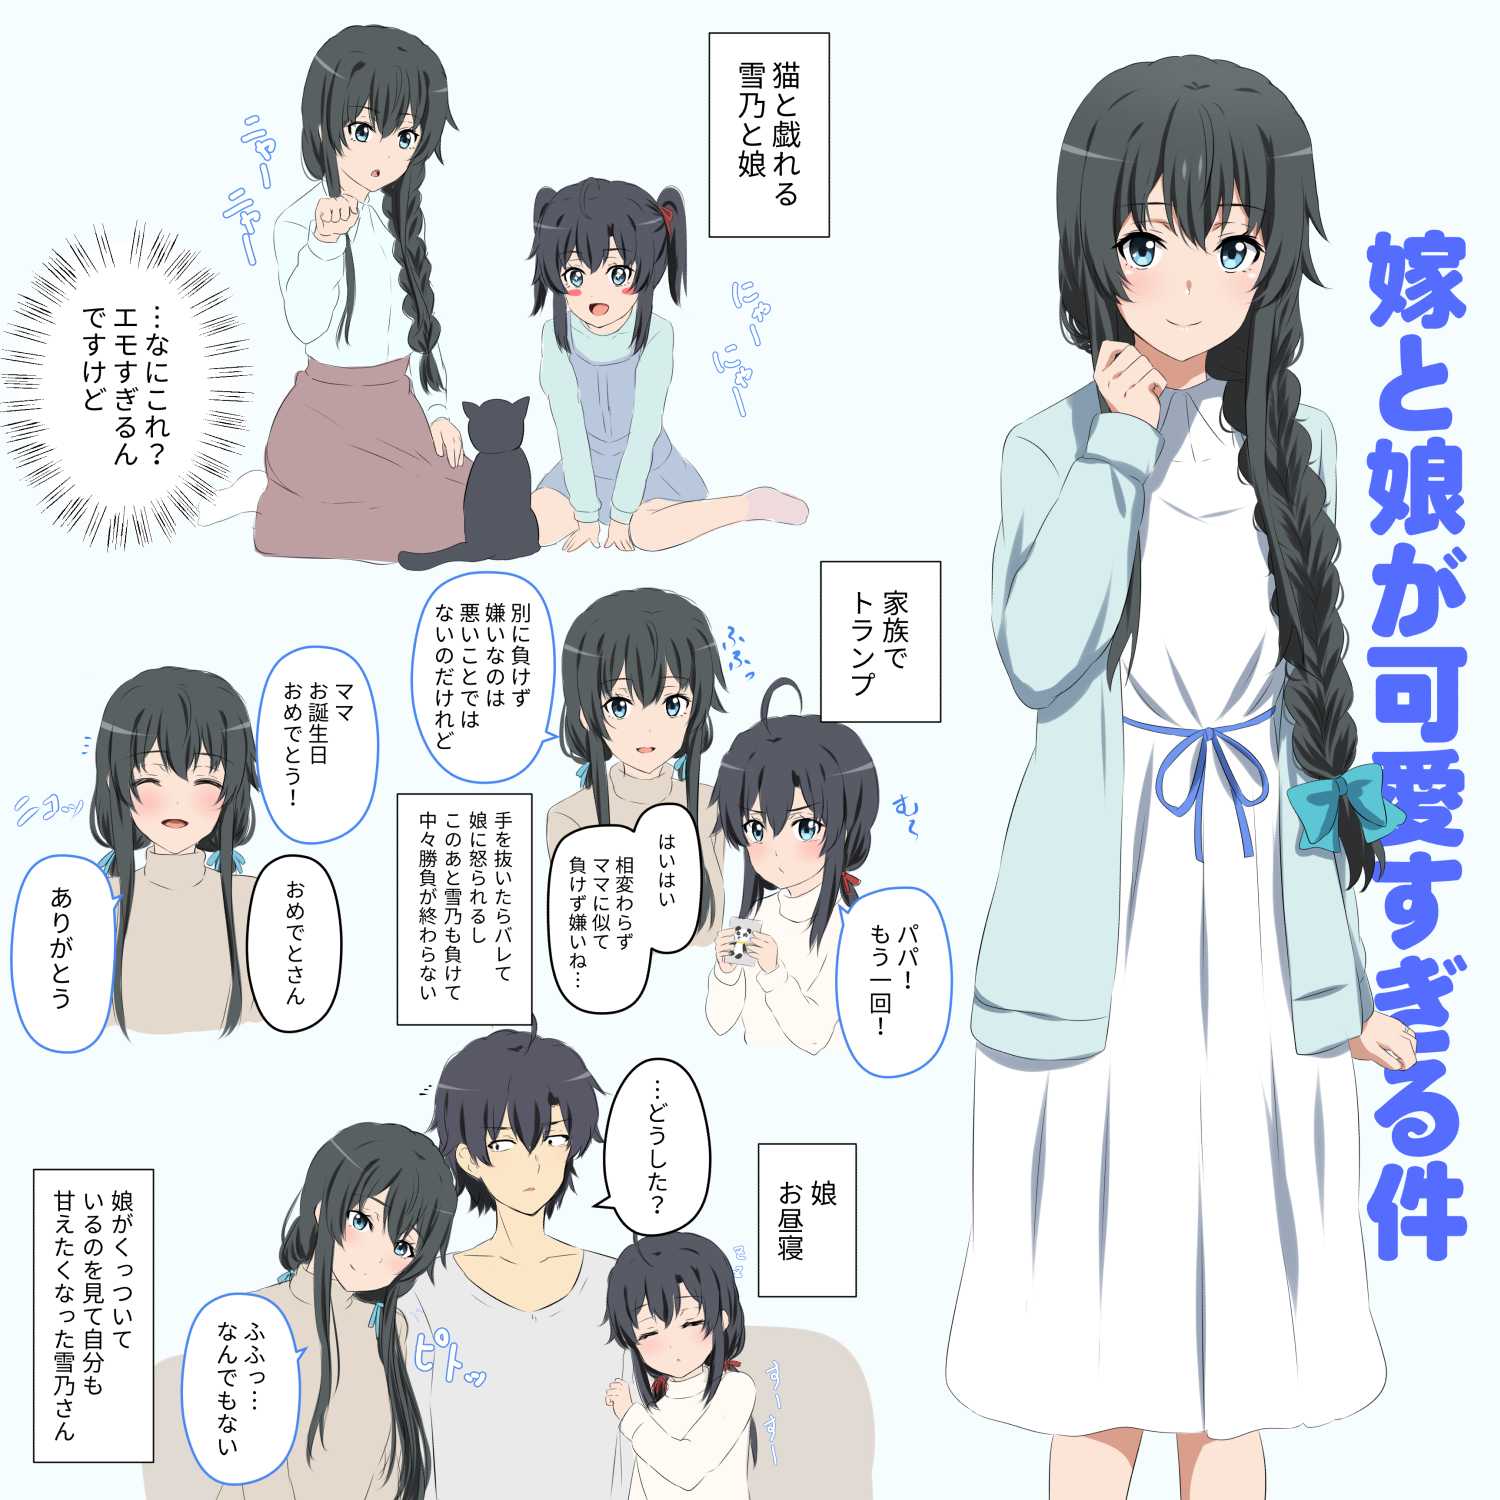 嫁と娘が可愛すぎる件
猫と戯れる
雪乃と娘
ニャー
ニャー
にゃー
にゃー
…なにこれ？
エモすぎるん
ですけど
家族で
トランプ
ふふっ
別に負けず
嫌いなのは
悪いことでは
ないのだけれど
むぅ
パパ！
もう一回！
はいはい
相変わらず
ママに似て
負けず嫌いね…
手を抜いたらバレて
娘に怒られるし
このあと雪乃も負けて
中々勝負が終わらない
ママ
お誕生日
おめでとう！
おめでとさん
ニコッ
ありがとう
娘
お昼寝
…どうした？
ピトッ
すーすー
ふふっ…
なんでもない
娘がくっついて
いるのを見て自分も
甘えたくなった雪乃さん